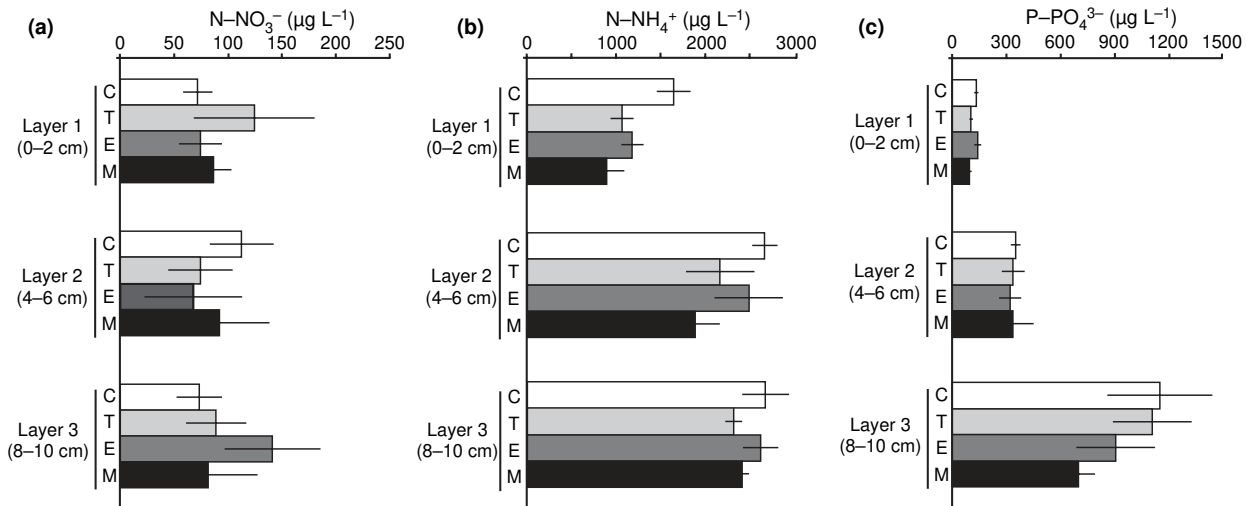 (a)
N–NO₃⁻ (µg L⁻¹)
0 50 100 150 200 250
Layer 1
(0–2 cm)
C
T
E
M
Layer 2
(4–6 cm)
C
T
E
M
Layer 3
(8–10 cm)
C
T
E
M
(b)
N–NH₄⁺ (µg L⁻¹)
0 1000 2000 3000
Layer 1
(0–2 cm)
C
T
E
M
Layer 2
(4–6 cm)
C
T
E
M
Layer 3
(8–10 cm)
C
T
E
M
(c)
P–PO₄³⁻ (µg L⁻¹)
0 300 600 900 1200 1500
Layer 1
(0–2 cm)
C
T
E
M
Layer 2
(4–6 cm)
C
T
E
M
Layer 3
(8–10 cm)
C
T
E
M